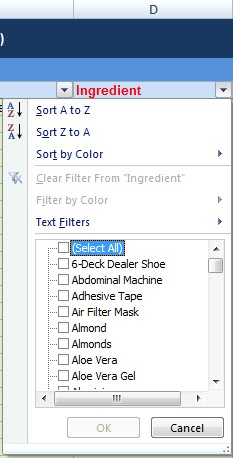 D
)
Ingredient
Sort A to Z
Sort Z to A
Sort by Color
Clear Filter From "Ingredient"
Filter by Color
Text Filters
(Select All)
6-Deck Dealer Shoe
Abdominal Machine
Adhesive Tape
Air Filter Mask
Almond
Almonds
Aloe Vera
Aloe Vera Gel
OK Cancel